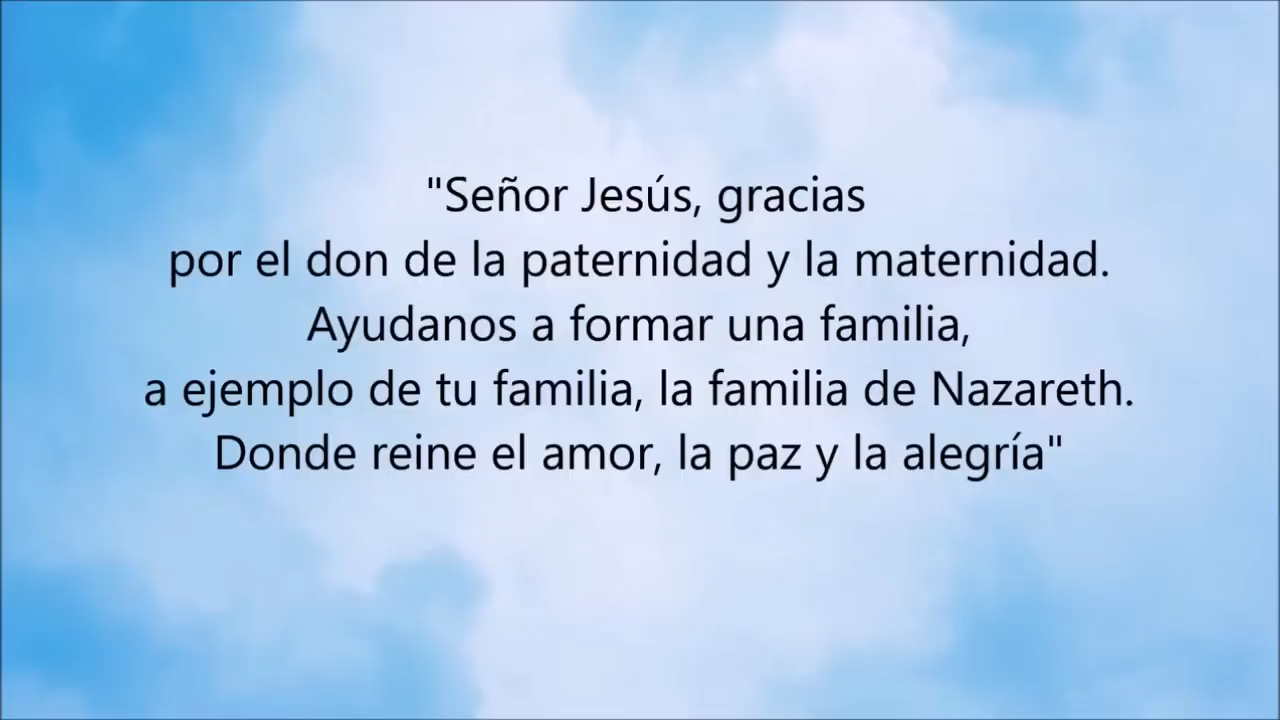 "Señor Jesús, gracias
por el don de la paternidad y la maternidad.
Ayudanos a formar una familia,
a ejemplo de tu familia, la familia de Nazareth.
Donde reine el amor, la paz y la alegría"